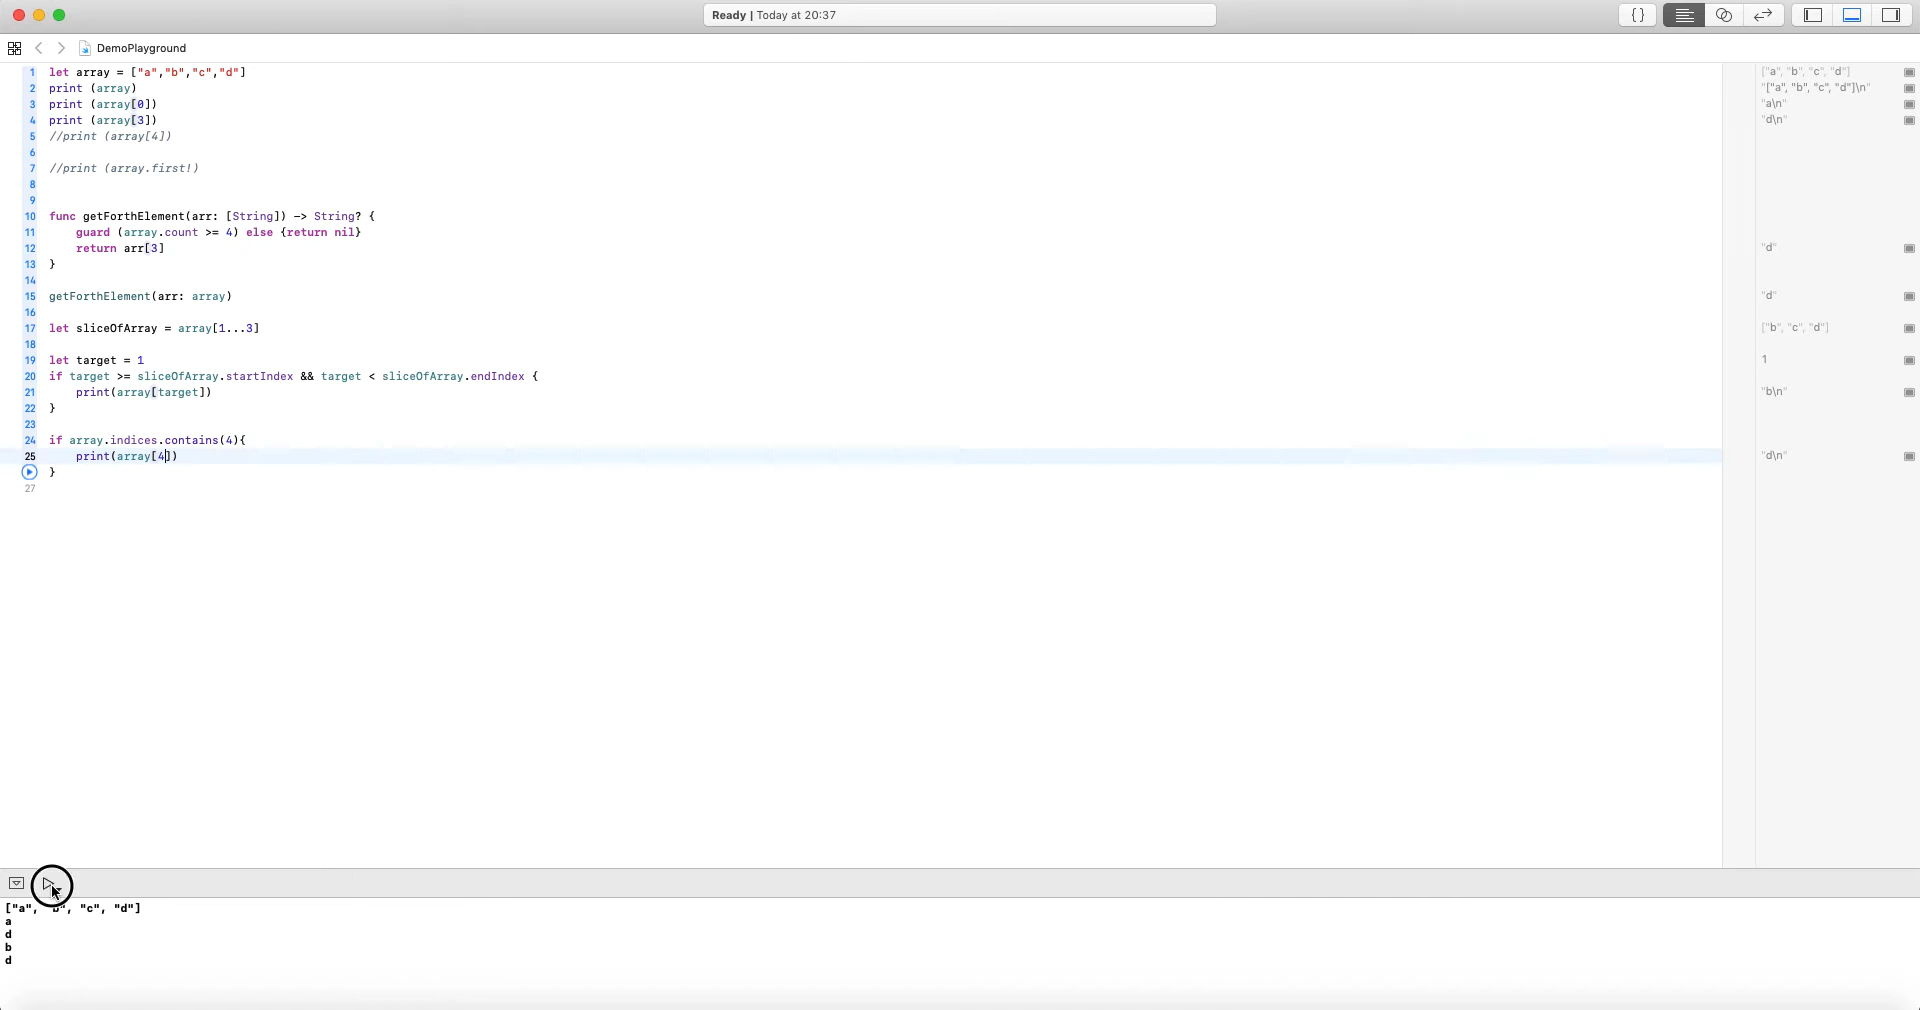 Ready | Today at 20:37
{ }
DemoPlayground
1 let array = ["a","b","c","d"]
["a", "b", "c", "d"]
2 print (array)
"["a", "b", "c", "d"]\n"
3 print (array[0])
"a\n"
4 print (array[3])
"d\n"
5 //print (array[4])
6
7 //print (array.first!)
8
9
10 func getForthElement(arr: [String]) -> String? {
11 guard (array.count >= 4) else {return nil}
12 return arr[3]
"d"
13 }
14
15 getForthElement(arr: array)
"d"
16
17 let sliceOfArray = array[1...3]
["b", "c", "d"]
18
19 let target = 1
1
20 if target >= sliceOfArray.startIndex && target < sliceOfArray.endIndex {
21 print(array[target])
"b\n"
22 }
23
24 if array.indices.contains(4){
25 print(array[4])
"d\n"
}
27
["a", "b", "c", "d"]
a
d
b
d